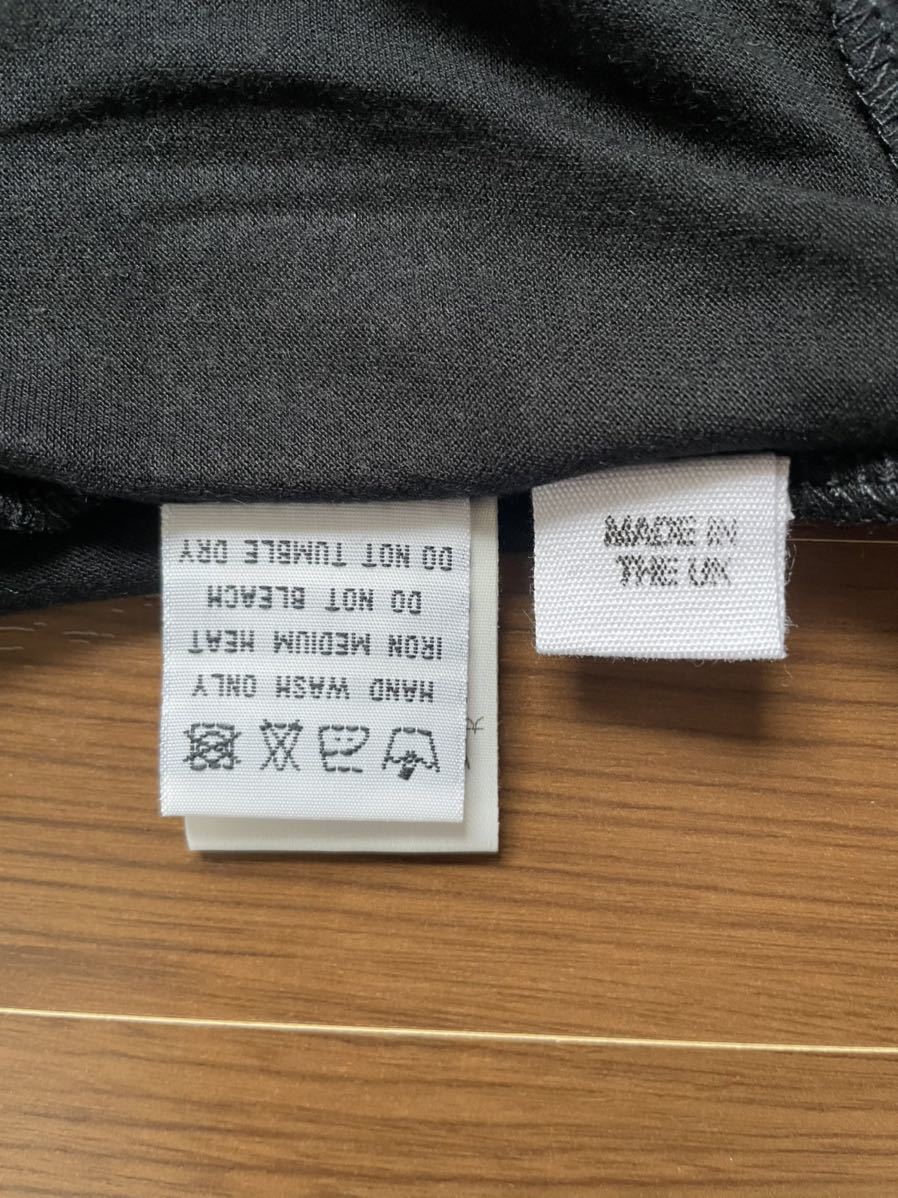 HAND WASH ONLY
IRON MEDIUM HEAT
DO NOT BLEACH
DO NOT TUMBLE DRY
MADE IN
THE UK